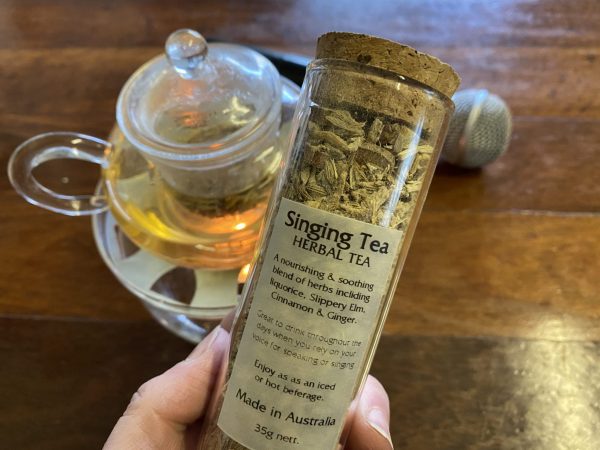 Singing Tea
HERBAL TEA
A nourishing & soothing
blend of herbs incliding
liquorice, Slippery Elm,
Cinnamon & Ginger.
Great to drink throughout the
days when you rely on your
voice for speaking or singing
Enjoy as as an iced
or hot beferage.
Made in Australia
35g nett.